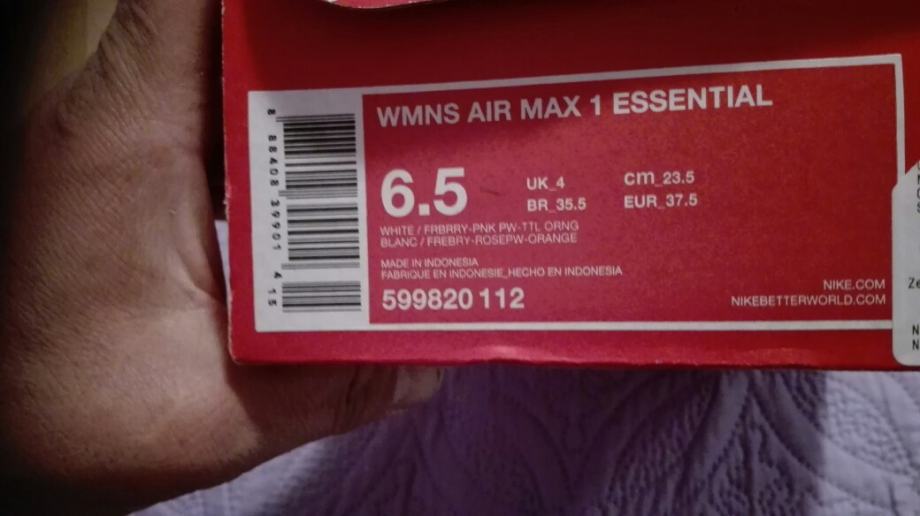 WMNS AIR MAX 1 ESSENTIAL
6.5
UK_4
cm_23.5
BR_35.5
EUR_37.5
WHITE / FRBRRY-PNK PW-TTL ORNG
BLANC / FREBRY-ROSEPW-ORANGE
MADE IN INDONESIA
FABRIQUE EN INDONESIE_HECHO EN INDONESIA
599820 112
NIKE.COM
NIKEBETTERWORLD.COM
8 88408 39901 4 15
Ze
N
N